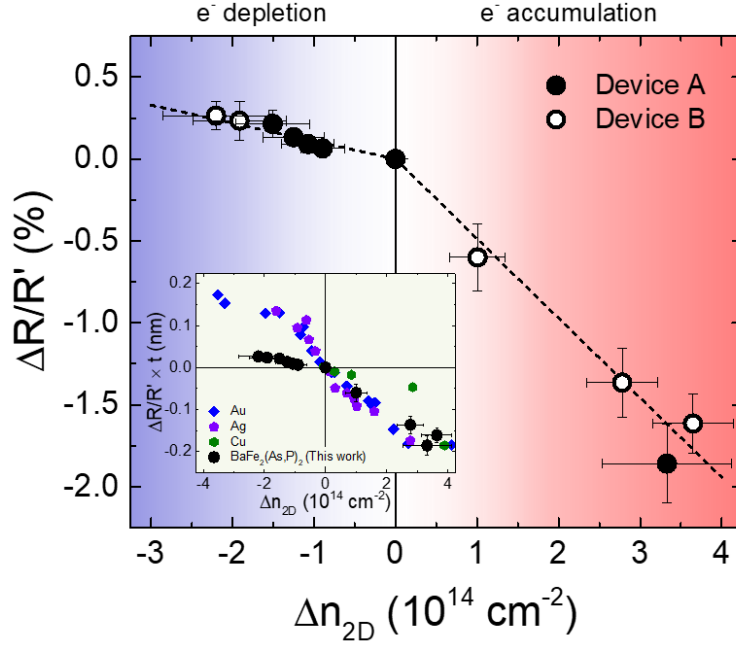 e⁻ depletion
e⁻ accumulation
0.5
0.0
-0.5
-1.0
-1.5
-2.0
ΔR/R' (%)
Device A
Device B
0.2
0.1
0.0
-0.1
-0.2
ΔR/R' × t (nm)
Au
Ag
Cu
BaFe₂(As,P)₂ (This work)
-4 -2 0 2 4
Δn₂D (10¹⁴ cm⁻²)
-3 -2 -1 0 1 2 3 4
Δn₂D (10¹⁴ cm⁻²)